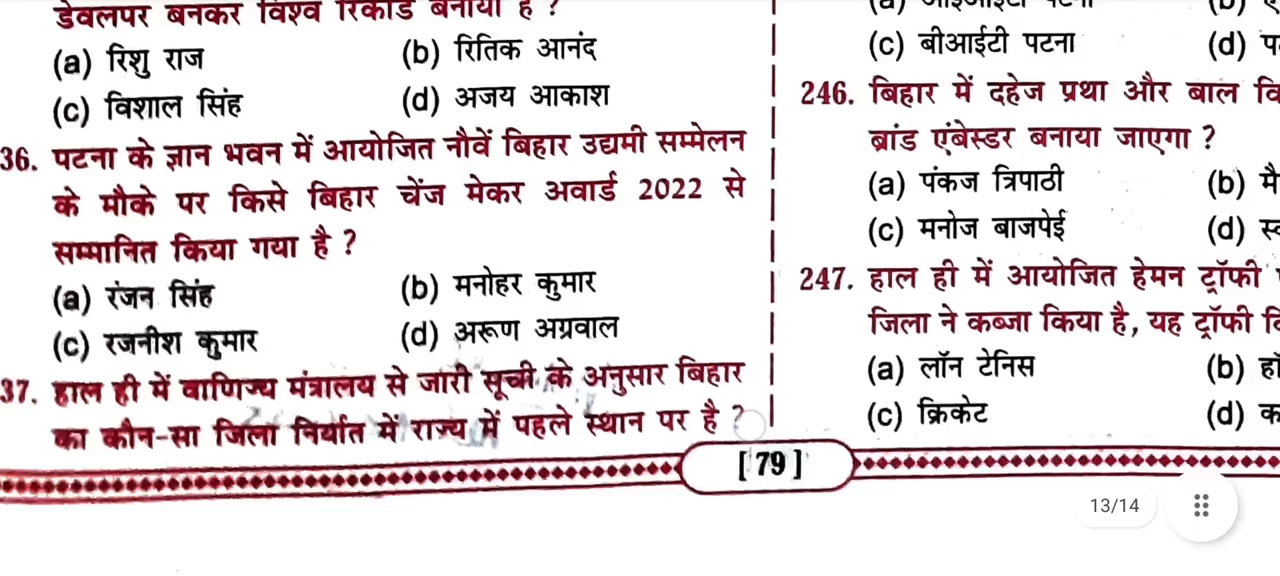 डेवलपर बनकर विश्व रिकॉर्ड बनाया है ?
(a) रिशु राज (b) रितिक आनंद
(c) विशाल सिंह (d) अजय आकाश
36. पटना के ज्ञान भवन में आयोजित नौवें बिहार उद्यमी सम्मेलन
के मौके पर किसे बिहार चेंज मेकर अवार्ड 2022 से
सम्मानित किया गया है ?
(a) रंजन सिंह (b) मनोहर कुमार
(c) रजनीश कुमार (d) अरूण अग्रवाल
37. हाल ही में वाणिज्य मंत्रालय से जारी सूची के अनुसार बिहार
का कौन-सा जिला निर्यात में राज्य में पहले स्थान पर है ?
(c) बीआईटी पटना (d)
246. बिहार में दहेज प्रथा और बाल
ब्रांड एंबेस्डर बनाया जाएगा ?
(a) पंकज त्रिपाठी (b)
(c) मनोज बाजपेई (d)
247. हाल ही में आयोजित हेमन ट्रॉफी
जिला ने कब्जा किया है, यह ट्रॉफी
(a) लॉन टेनिस (b)
(c) क्रिकेट (d)
[ 79 ]
13/14